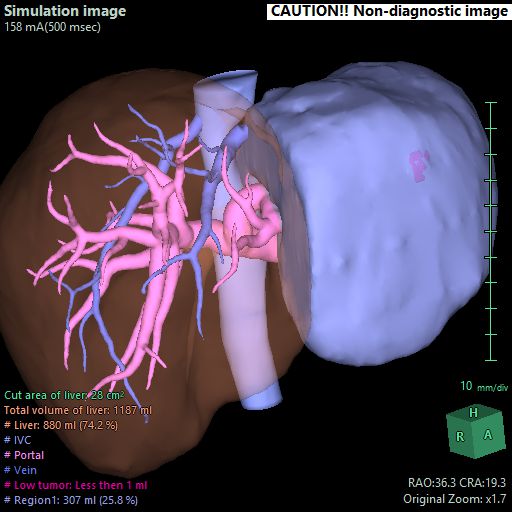 Simulation image
CAUTION!! Non-diagnostic image
158 mA(500 msec)
Cut area of liver: 28 cm²
Total volume of liver: 1187 ml
# Liver: 880 ml (74.2 %)
# IVC
# Portal
# Vein
# Low tumor: Less then 1 ml
# Region1: 307 ml (25.8 %)
10 mm/div
H
R
A
RAO:36.3 CRA:19.3
Original Zoom: x1.7